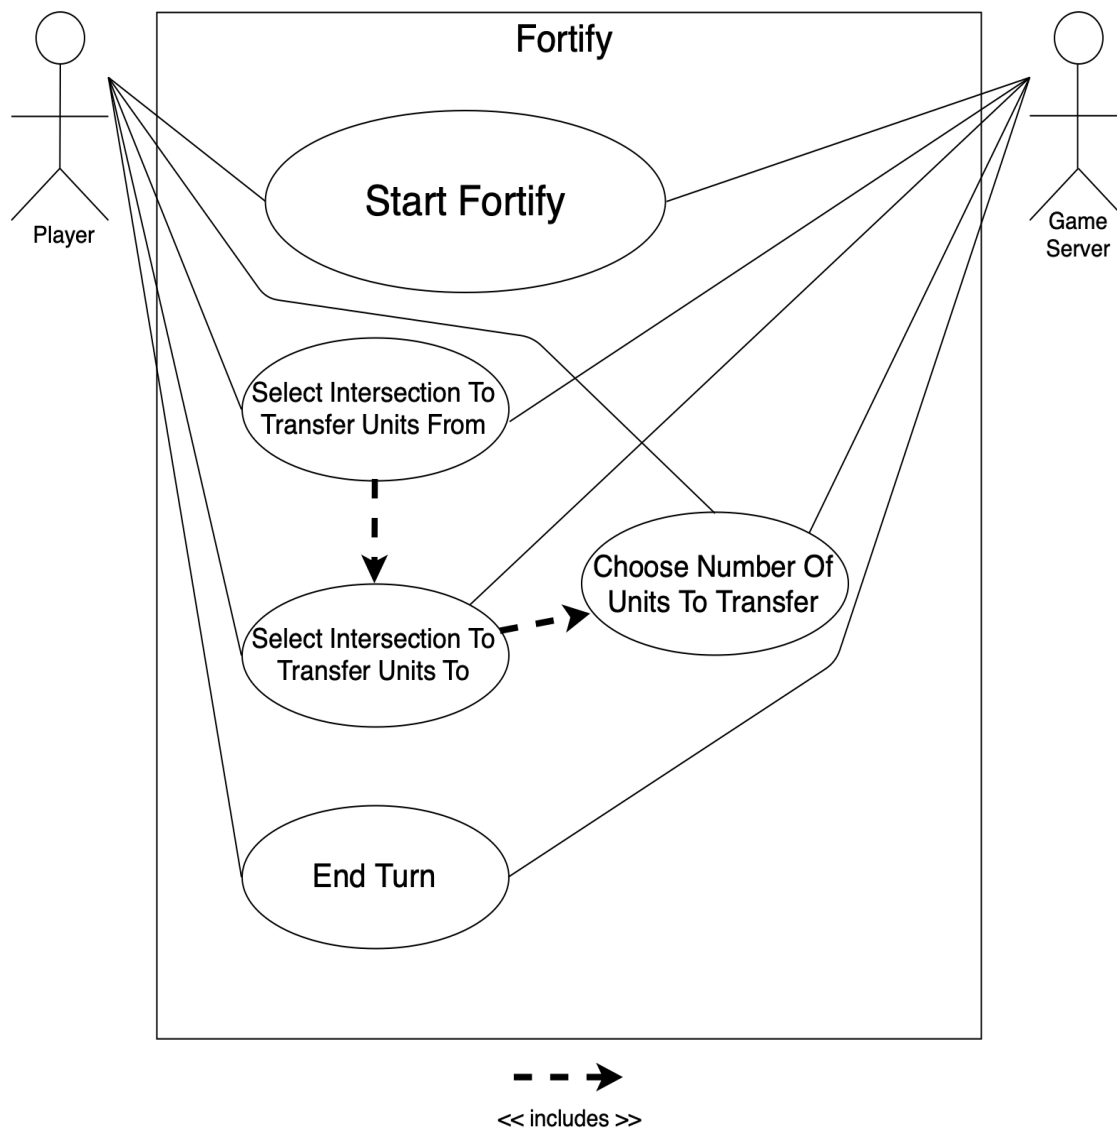 Fortify
Start Fortify
Player
Game
Server
Select Intersection To
Transfer Units From
Choose Number Of
Units To Transfer
Select Intersection To
Transfer Units To
End Turn
<< includes >>